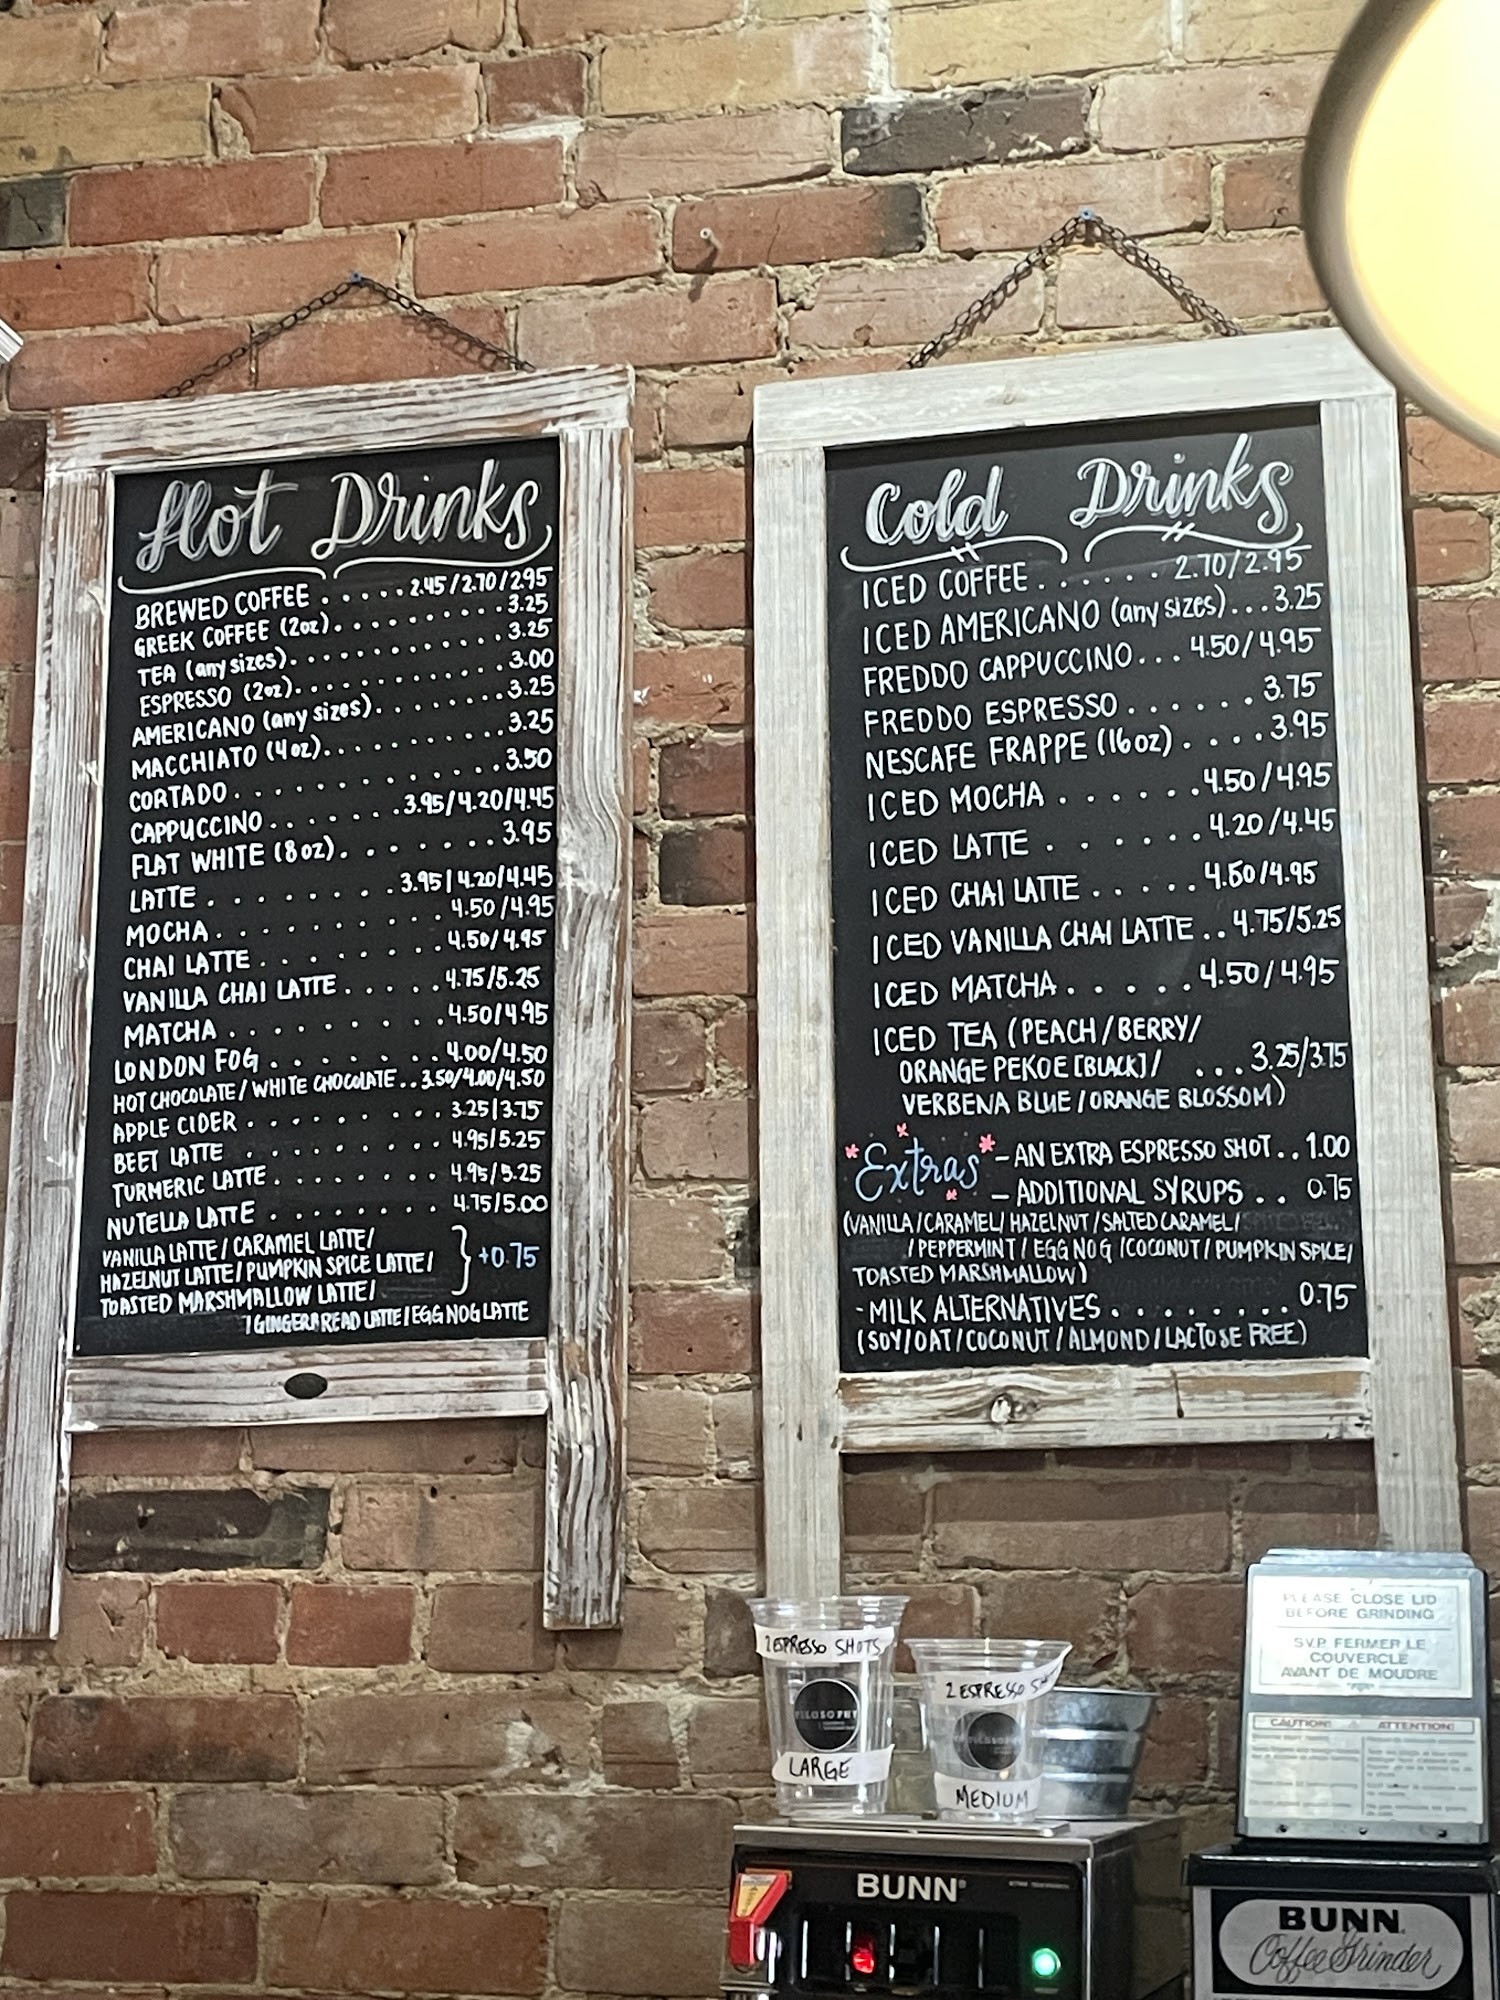 Hot Drinks
BREWED COFFEE . . . . . 2.45/2.70/2.95
GREEK COFFEE (2oz). . . . . . . . . 3.25
TEA (any sizes). . . . . . . . . . . . 3.25
ESPRESSO (2oz). . . . . . . . . . . . 3.00
AMERICANO (any sizes). . . . . . . . 3.25
MACCHIATO (4oz). . . . . . . . . . . 3.25
CORTADO . . . . . . . . . . . . . 3.50
CAPPUCCINO . . . . . . . 3.95/4.20/4.45
FLAT WHITE (8oz). . . . . . . 3.95
LATTE . . . . . . . . . 3.95/4.20/4.45
MOCHA . . . . . . . . . . 4.50/4.95
CHAI LATTE . . . . . . . . 4.50/4.95
VANILLA CHAI LATTE . . . . . 4.75/5.25
MATCHA . . . . . . . . . . 4.50/4.95
LONDON FOG . . . . . . . . 4.00/4.50
HOT CHOCOLATE/WHITE CHOCOLATE..3.50/4.00/4.50
APPLE CIDER . . . . . . . . . 3.25/3.75
BEET LATTE . . . . . . . . . 4.95/5.25
TURMERIC LATTE . . . . . . . . 4.95/5.25
NUTELLA LATTE . . . . . . . . 4.75/5.00
VANILLA LATTE/CARAMEL LATTE/
HAZELNUT LATTE/PUMPKIN SPICE LATTE/ } +0.75
TOASTED MARSHMALLOW LATTE/
/GINGERBREAD LATTE/EGG NOG LATTE
Cold Drinks
ICED COFFEE . . . . . . 2.70/2.95
ICED AMERICANO (any sizes)...3.25
FREDDO CAPPUCCINO... 4.50/4.95
FREDDO ESPRESSO . . . . . . 3.75
NESCAFE FRAPPE (16oz) . . . . 3.95
ICED MOCHA . . . . . . 4.50/4.95
ICED LATTE . . . . . . 4.20/4.45
ICED CHAI LATTE . . . . . 4.50/4.95
ICED VANILLA CHAI LATTE .. 4.75/5.25
ICED MATCHA . . . . . 4.50/4.95
ICED TEA (PEACH/BERRY/
ORANGE PEKOE [BLACK]/ ... 3.25/3.75
VERBENA BLUE/ORANGE BLOSSOM)
Extras - AN EXTRA ESPRESSO SHOT.. 1.00
- ADDITIONAL SYRUPS .. 0.75
(VANILLA/CARAMEL/HAZELNUT/SALTED CARAMEL/
/PEPPERMINT/EGG NOG/COCONUT/PUMPKIN SPICE/
TOASTED MARSHMALLOW)
- MILK ALTERNATIVES . . . . . . . . 0.75
(SOY/OAT/COCONUT/ALMOND/LACTOSE FREE)
2 ESPRESSO SHOTS
LARGE
2 ESPRESSO
MEDIUM
BUNN
PLEASE CLOSE LID
BEFORE GRINDING
S.V.P. FERMER LE
COUVERCLE
AVANT DE MOUDRE
CAUTION: ATTENTION:
BUNN
Coffee Grinder